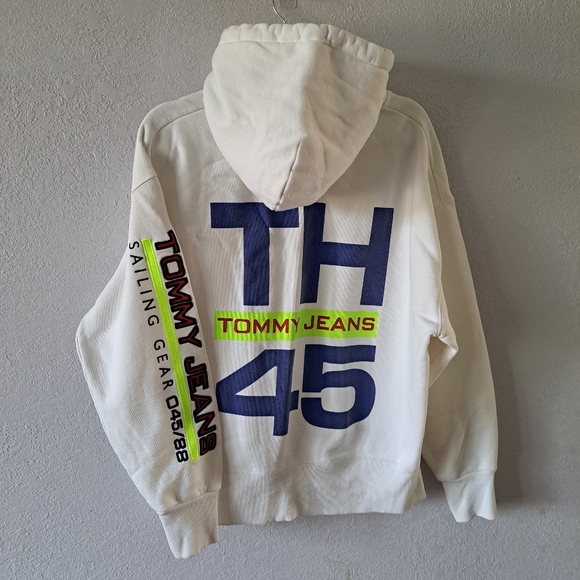 TH
TOMMY JEANS
45
TOMMY JEANS
SAILING GEAR 045/88